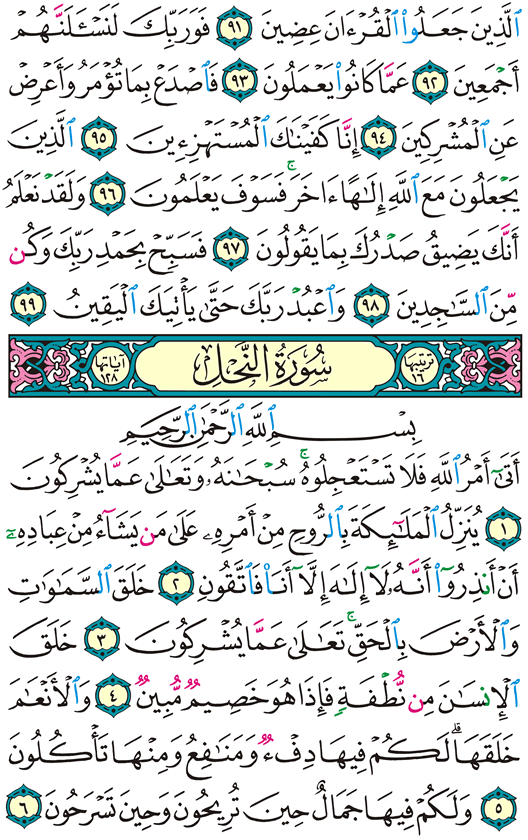 ٱلَّذِينَ جَعَلُوا۟ ٱلْقُرْءَانَ عِضِينَ ٩١ فَوَرَبِّكَ لَنَسْـَٔلَنَّهُمْ
أَجْمَعِينَ ٩٢ عَمَّا كَانُوا۟ يَعْمَلُونَ ٩٣ فَٱصْدَعْ بِمَا تُؤْمَرُ وَأَعْرِضْ
عَنِ ٱلْمُشْرِكِينَ ٩٤ إِنَّا كَفَيْنَـٰكَ ٱلْمُسْتَهْزِءِينَ ٩٥ ٱلَّذِينَ
يَجْعَلُونَ مَعَ ٱللَّهِ إِلَـٰهًا ءَاخَرَ ۚ فَسَوْفَ يَعْلَمُونَ ٩٦ وَلَقَدْ نَعْلَمُ
أَنَّكَ يَضِيقُ صَدْرُكَ بِمَا يَقُولُونَ ٩٧ فَسَبِّحْ بِحَمْدِ رَبِّكَ وَكُن
مِّنَ ٱلسَّـٰجِدِينَ ٩٨ وَٱعْبُدْ رَبَّكَ حَتَّىٰ يَأْتِيَكَ ٱلْيَقِينُ ٩٩
ترتيبها ١٦ سُورَةُ النَّحْلِ آياتها ١٢٨
بِسْمِ ٱللَّهِ ٱلرَّحْمَـٰنِ ٱلرَّحِيمِ
أَتَىٰٓ أَمْرُ ٱللَّهِ فَلَا تَسْتَعْجِلُوهُ ۚ سُبْحَـٰنَهُۥ وَتَعَـٰلَىٰ عَمَّا يُشْرِكُونَ
١ يُنَزِّلُ ٱلْمَلَـٰٓئِكَةَ بِٱلرُّوحِ مِنْ أَمْرِهِۦ عَلَىٰ مَن يَشَآءُ مِنْ عِبَادِهِۦٓ
أَنْ أَنذِرُوٓا۟ أَنَّهُۥ لَآ إِلَـٰهَ إِلَّآ أَنَا۠ فَٱتَّقُونِ ٢ خَلَقَ ٱلسَّمَـٰوَٰتِ
وَٱلْأَرْضَ بِٱلْحَقِّ ۚ تَعَـٰلَىٰ عَمَّا يُشْرِكُونَ ٣ خَلَقَ
ٱلْإِنسَـٰنَ مِن نُّطْفَةٍ فَإِذَا هُوَ خَصِيمٌ مُّبِينٌ ٤ وَٱلْأَنْعَـٰمَ
خَلَقَهَا ۗ لَكُمْ فِيهَا دِفْءٌ وَمَنَـٰفِعُ وَمِنْهَا تَأْكُلُونَ
٥ وَلَكُمْ فِيهَا جَمَالٌ حِينَ تُرِيحُونَ وَحِينَ تَسْرَحُونَ ٦